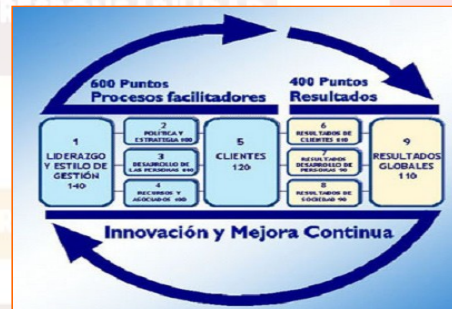 600 Puntos
Procesos facilitadores
400 Puntos
Resultados
1
LIDERAZGO
Y ESTILO DE
GESTIÓN
140
2
POLÍTICA Y
ESTRATEGIA 100
3
DESARROLLO DE
LAS PERSONAS
4
RECURSOS Y
ASOCIADOS 100
5
CLIENTES
120
6
RESULTADOS DE
CLIENTES
7
RESULTADOS
DESARROLLO DE
PERSONAS 90
8
RESULTADOS DE
SOCIEDAD 90
9
RESULTADOS
GLOBALES
110
Innovación y Mejora Continua